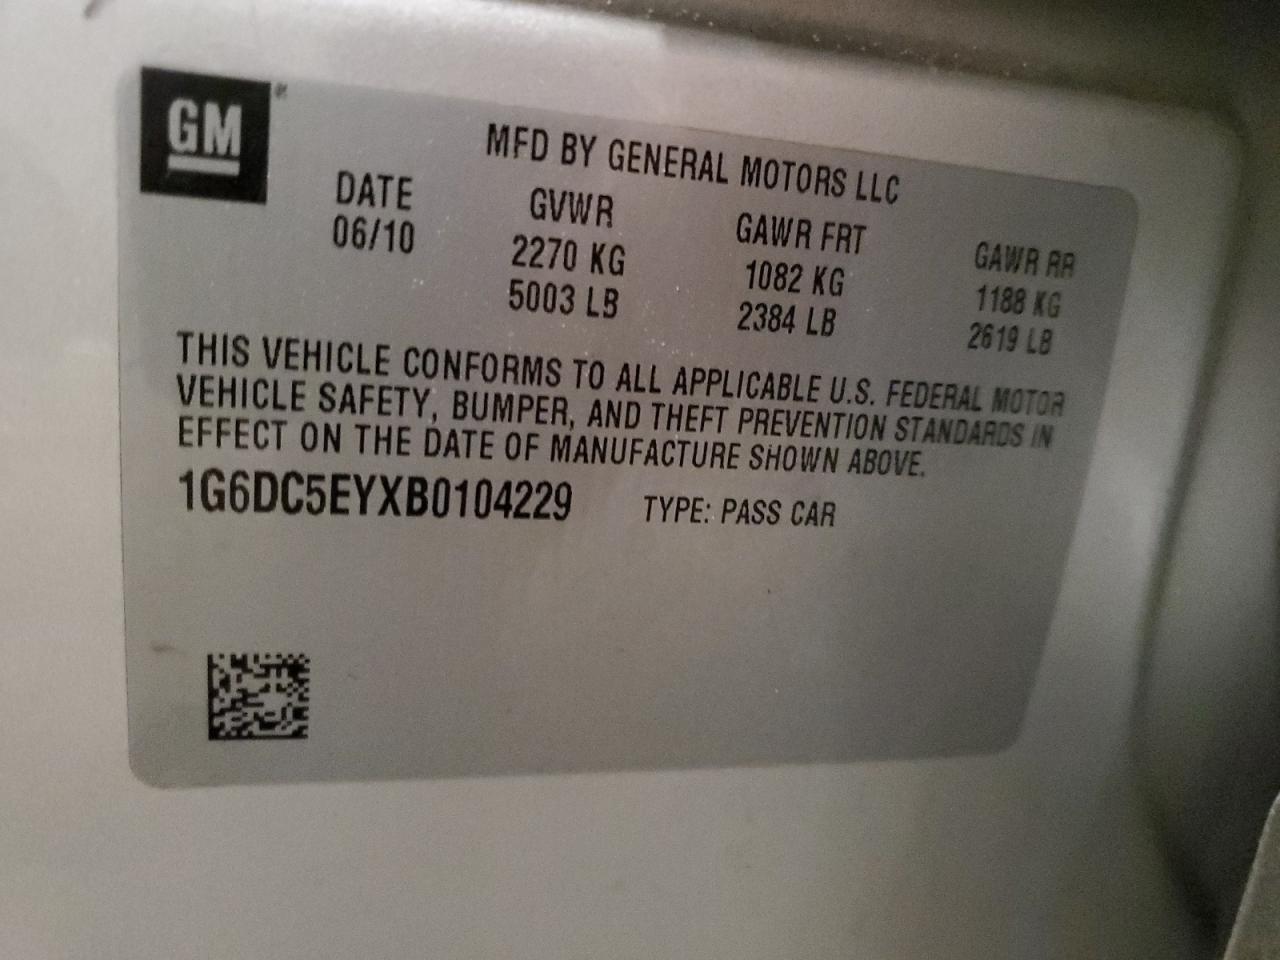 GM
MFD BY GENERAL MOTORS LLC
DATE GVWR GAWR FRT GAWR RR
06/10 2270 KG 1082 KG 1188 KG
5003 LB 2384 LB 2619 LB
THIS VEHICLE CONFORMS TO ALL APPLICABLE U.S. FEDERAL MOTOR
VEHICLE SAFETY, BUMPER, AND THEFT PREVENTION STANDARDS IN
EFFECT ON THE DATE OF MANUFACTURE SHOWN ABOVE.
1G6DC5EYXB0104229 TYPE: PASS CAR